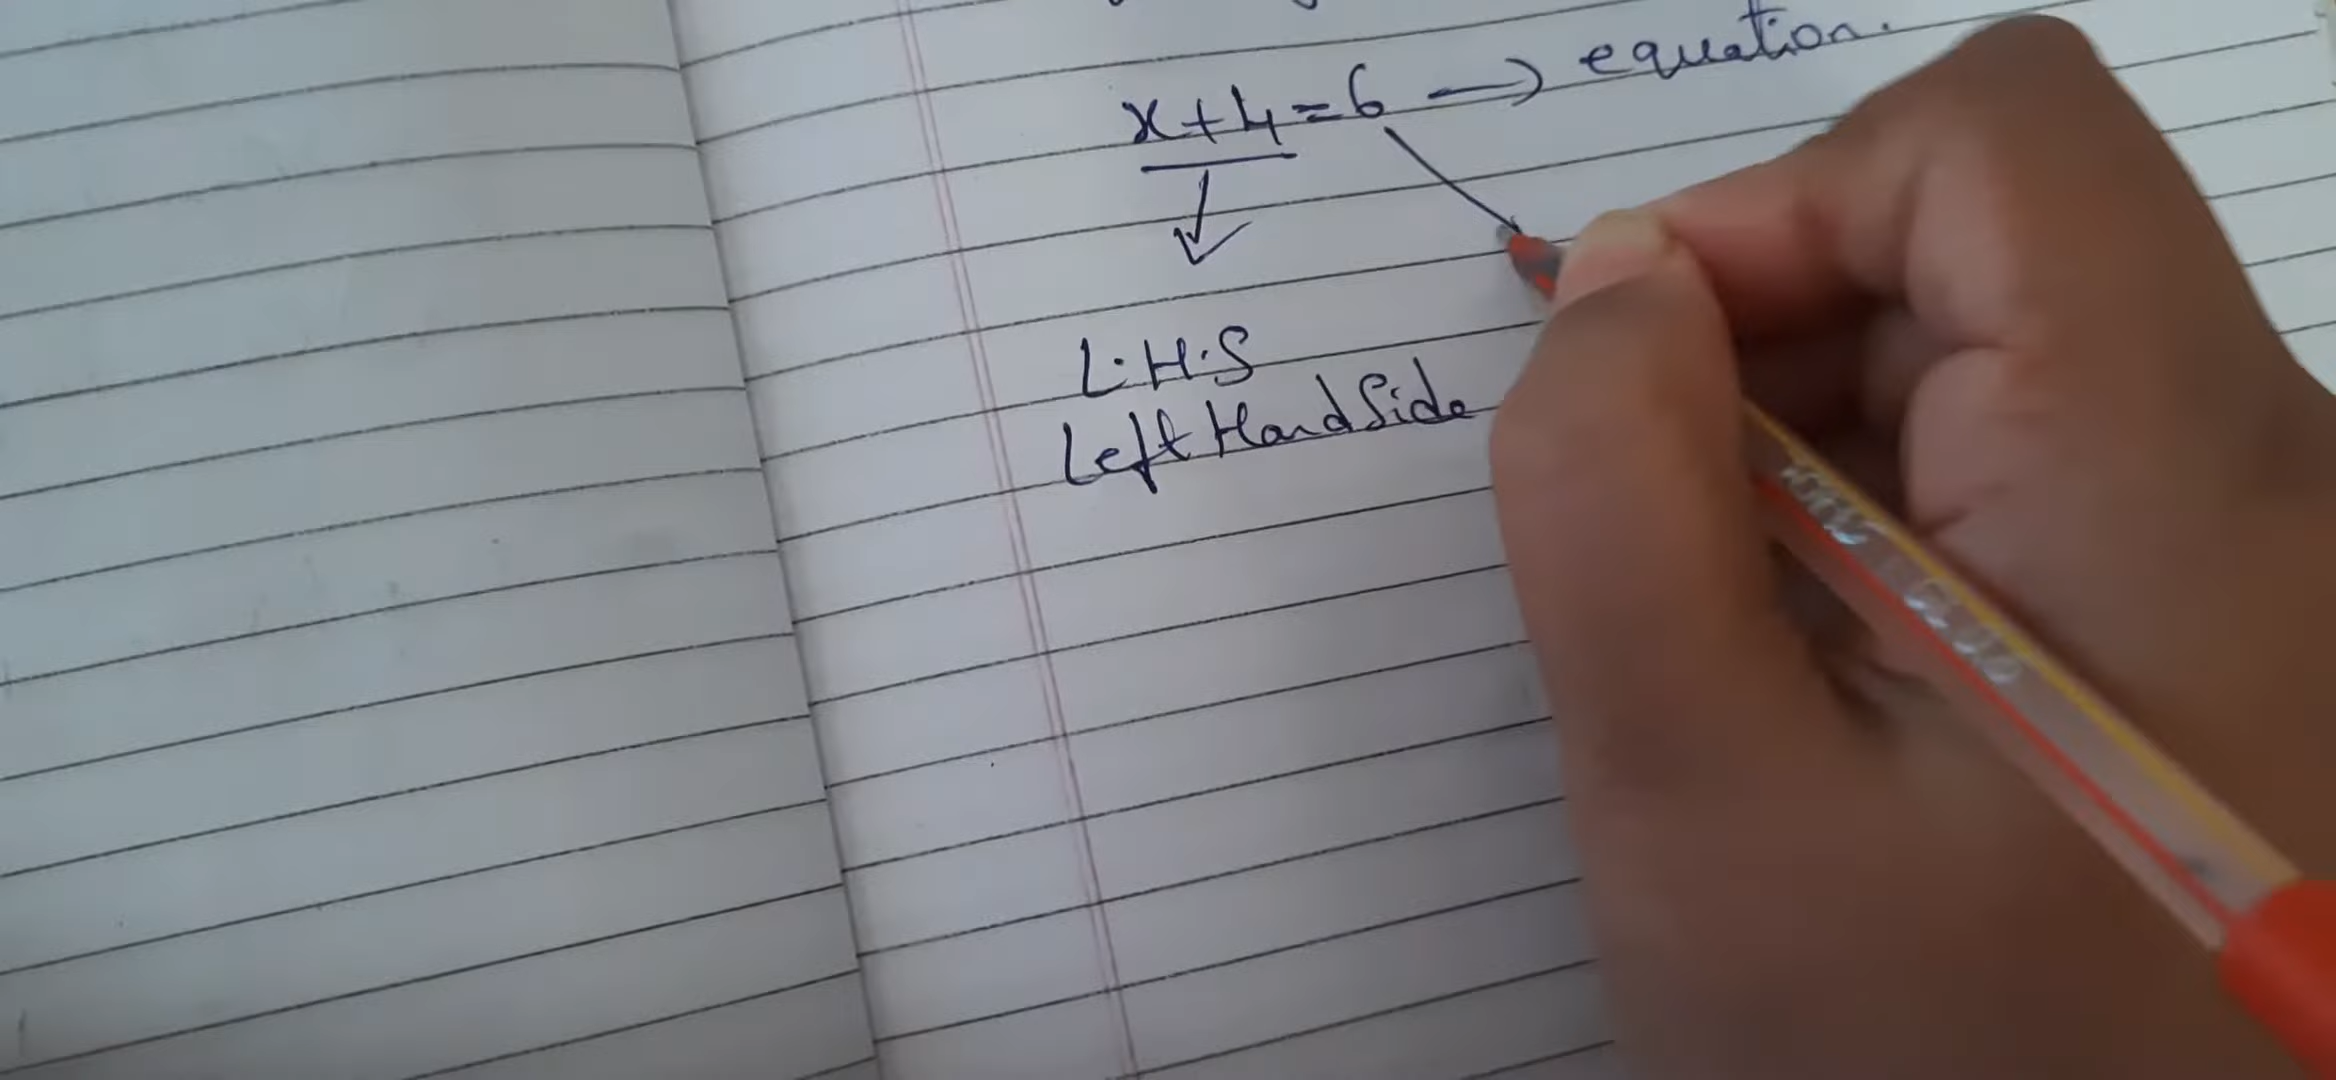 x+4=6 → equation.
L.H.S
Left Hand Side